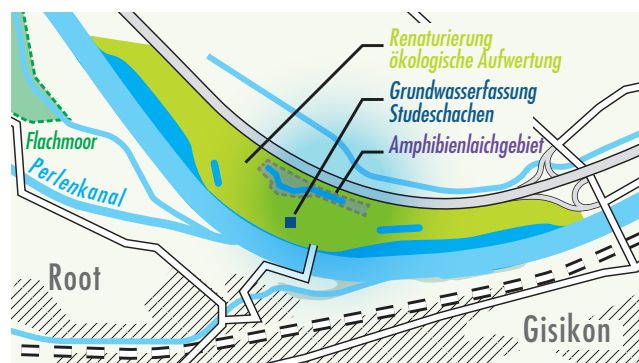 Renaturierung
ökologische Aufwertung
Grundwasserfassung
Studeschachen
Amphibienlaichgebiet
Flachmoor
Perlenkanal
Root
Gisikon